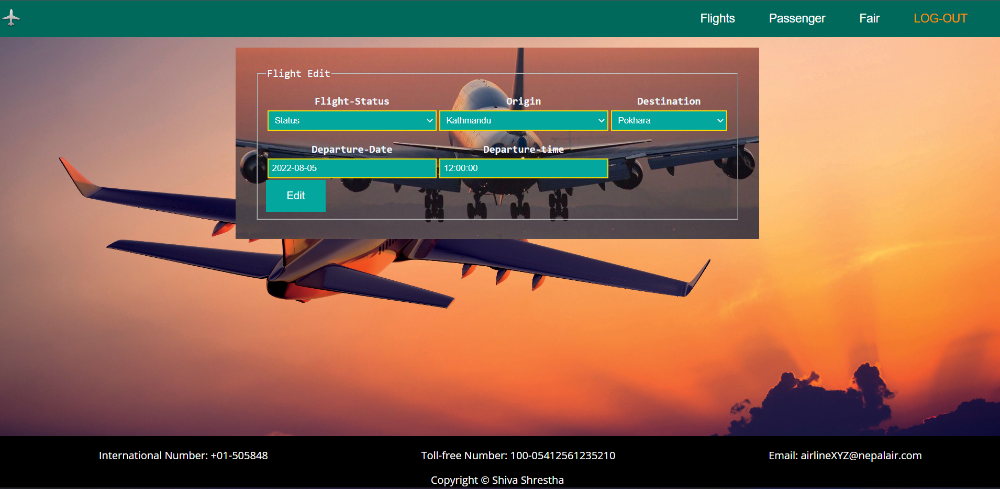 Flights Passenger Fair LOG-OUT
Flight Edit
Flight-Status Origin Destination
Status Kathmandu Pokhara
Departure-Date Departure-time
2022-08-05 12:00:00
Edit
International Number: +01-505848 Toll-free Number: 100-05412561235210 Email: airlineXYZ@nepalair.com
Copyright © Shiva Shrestha